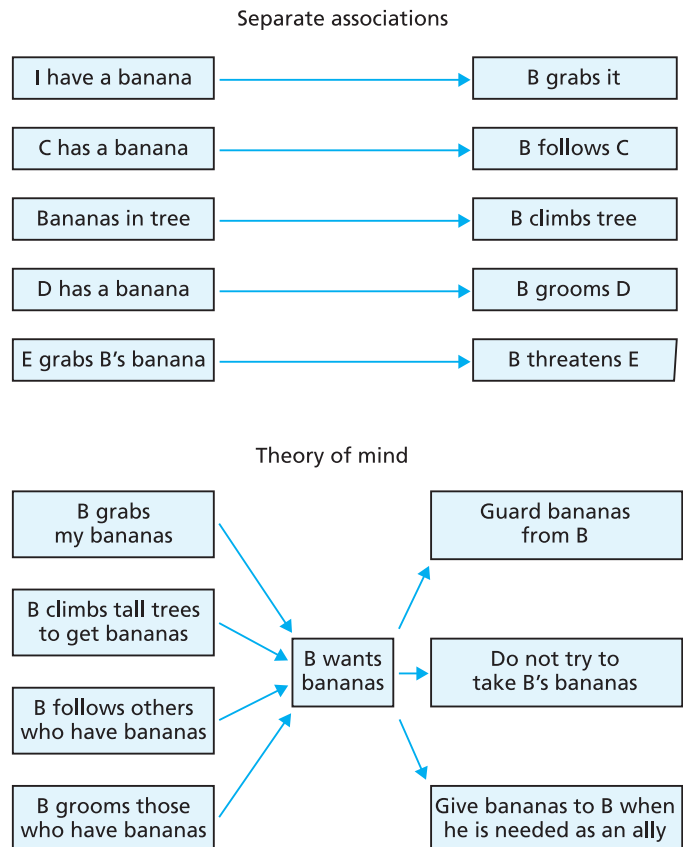 Separate associations
I have a banana
B grabs it
C has a banana
B follows C
Bananas in tree
B climbs tree
D has a banana
B grooms D
E grabs B’s banana
B threatens E
Theory of mind
B grabs
my bananas
B climbs tall trees
to get bananas
B follows others
who have bananas
B grooms those
who have bananas
B wants
bananas
Guard bananas
from B
Do not try to
take B’s bananas
Give bananas to B when
he is needed as an ally